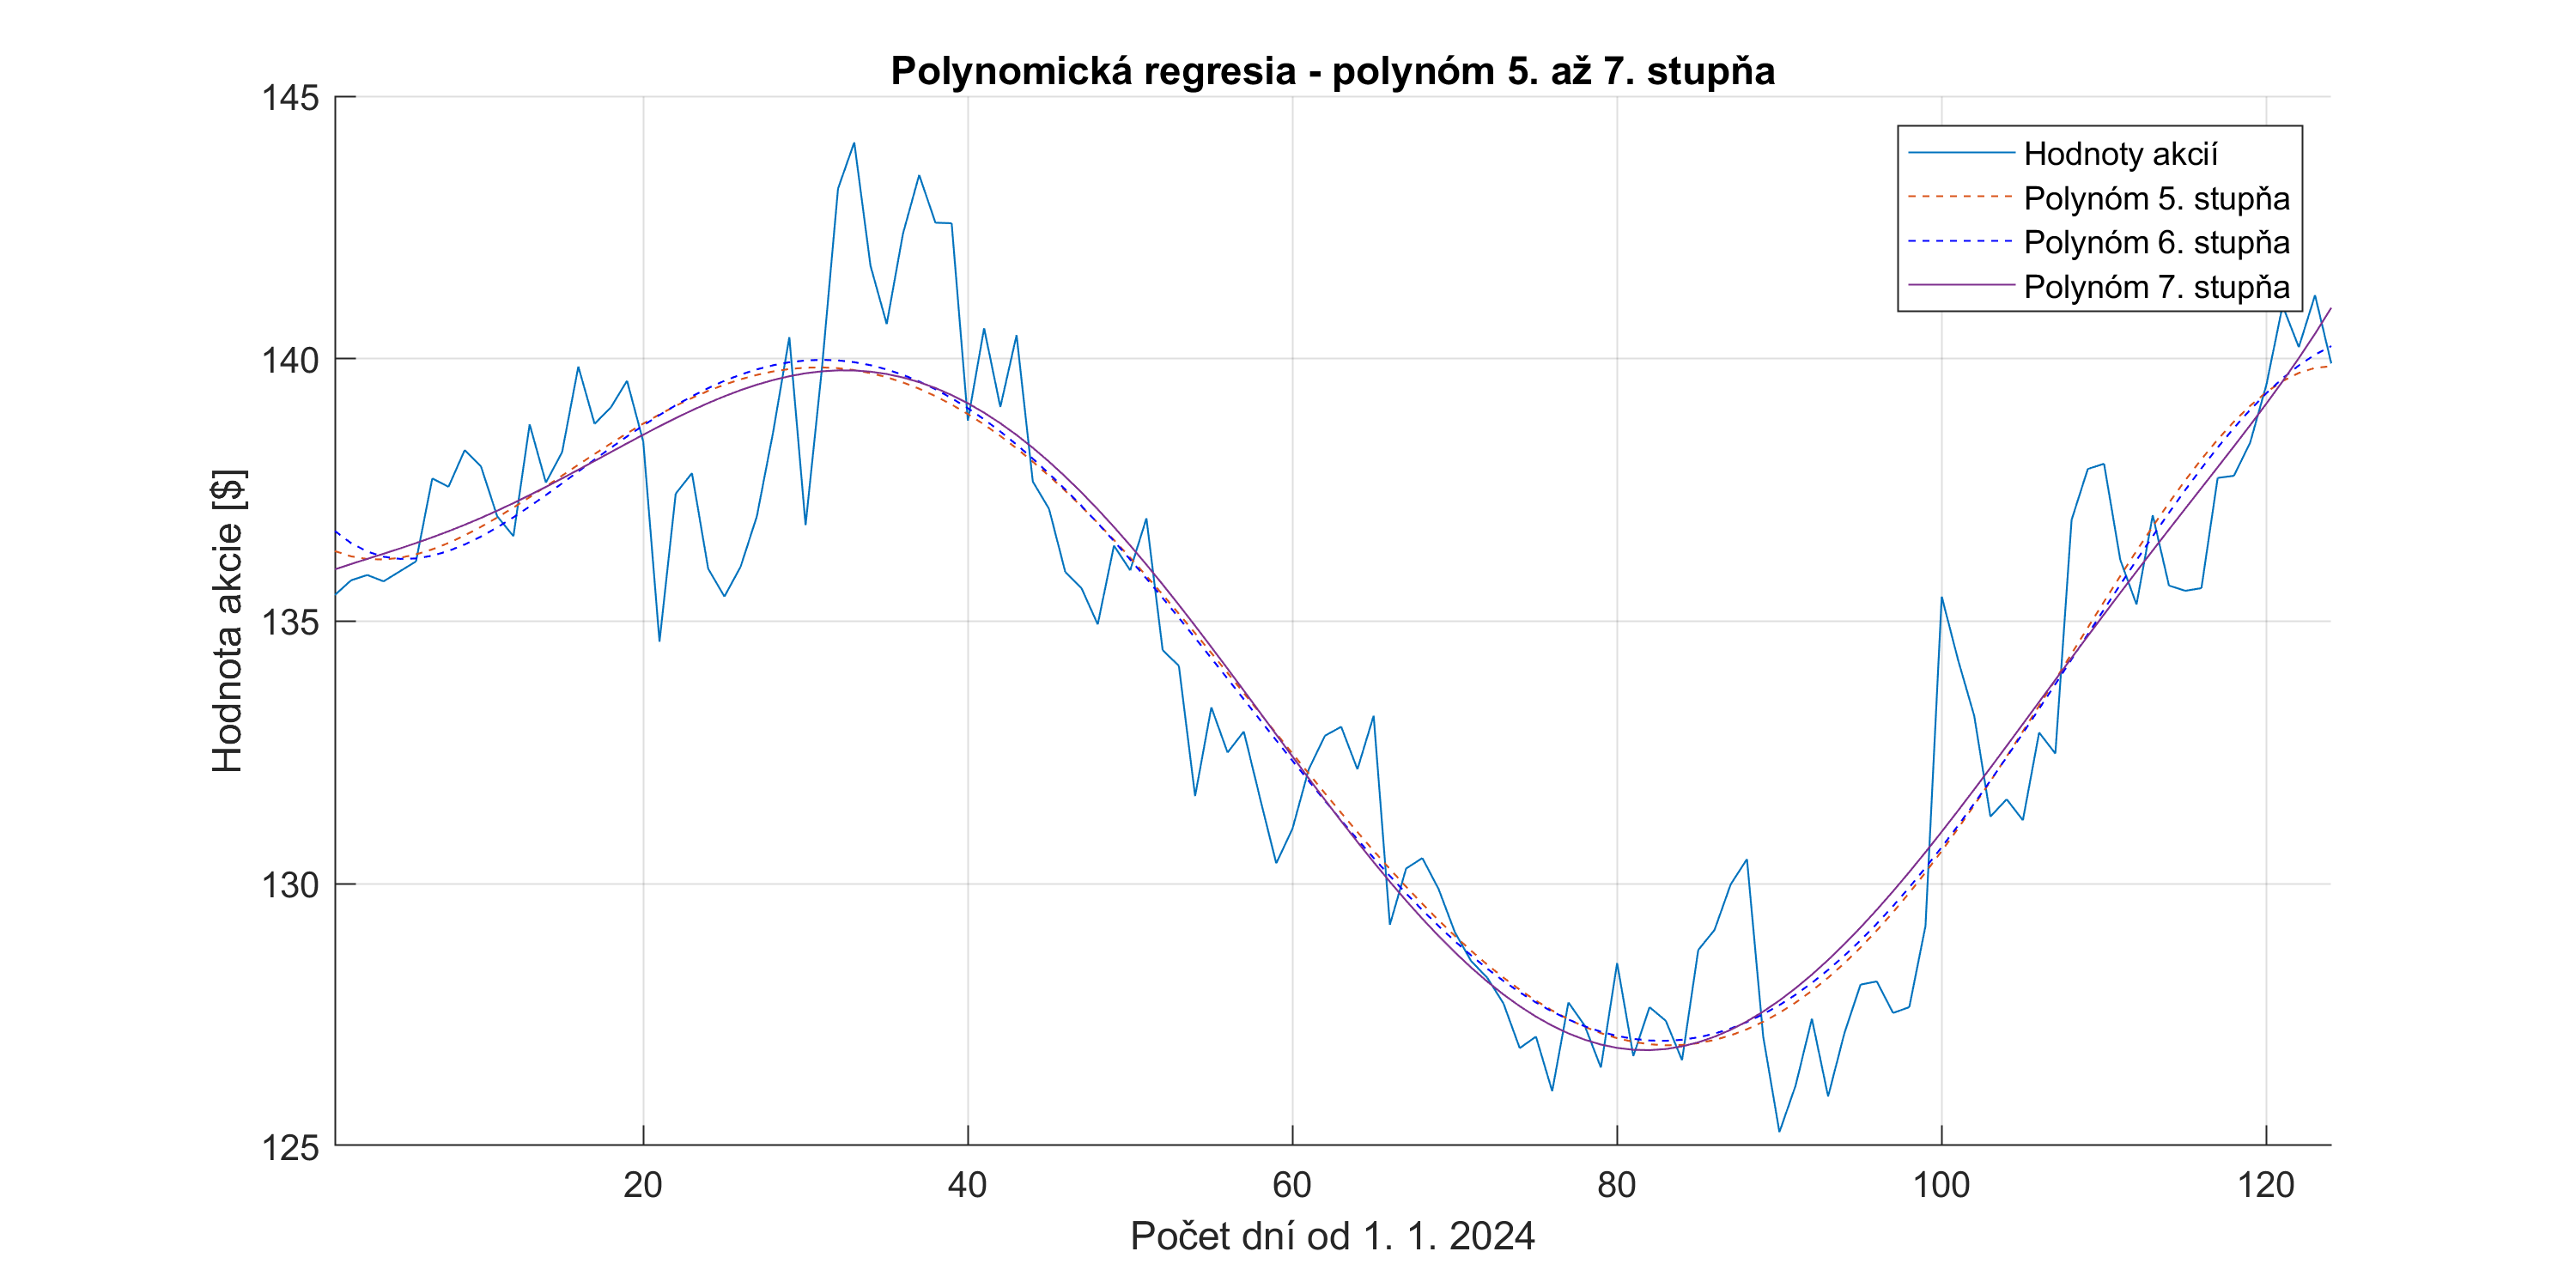 Polynomická regresia - polynóm 5. až 7. stupňa
145
140
135
130
125
Hodnota akcie [$]
Hodnoty akcií
Polynóm 5. stupňa
Polynóm 6. stupňa
Polynóm 7. stupňa
20 40 60 80 100 120
Počet dní od 1. 1. 2024